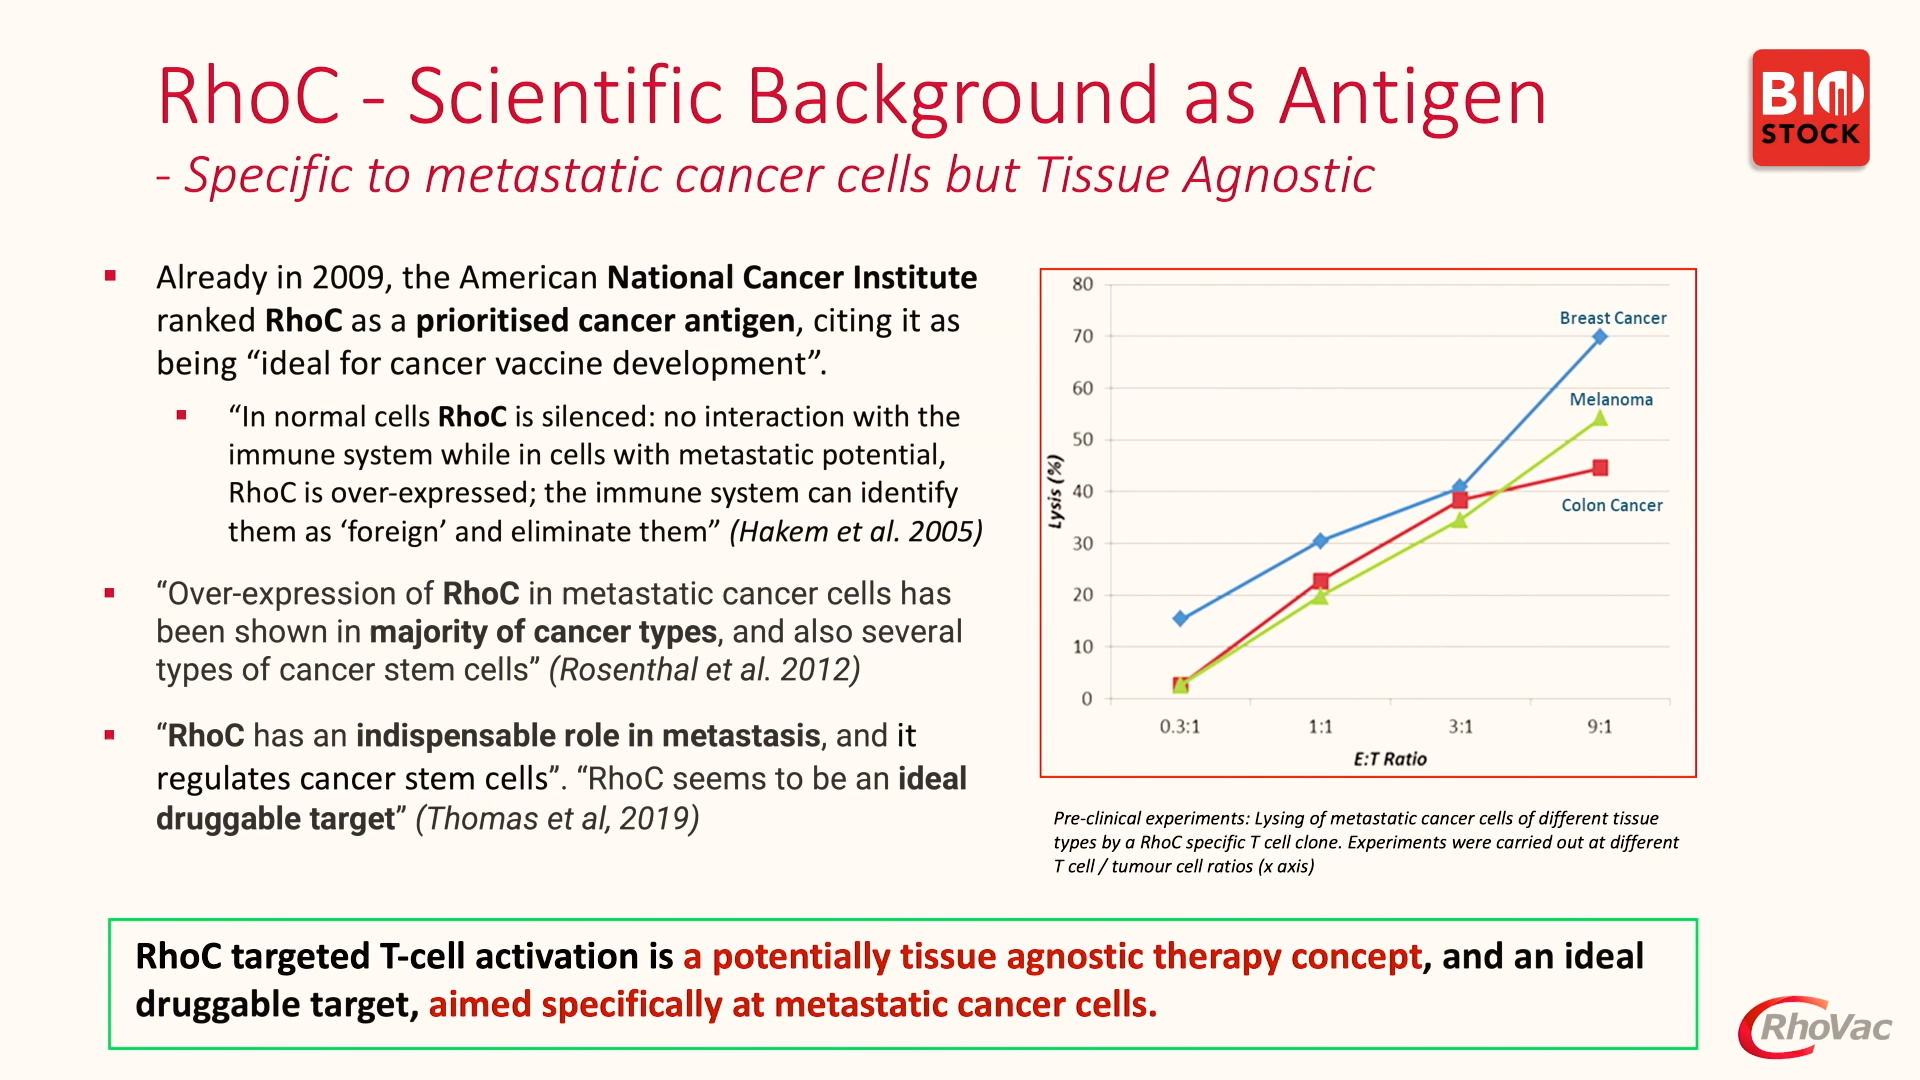 RhoC - Scientific Background as Antigen
- Specific to metastatic cancer cells but Tissue Agnostic
BIO
STOCK
▪ Already in 2009, the American National Cancer Institute
ranked RhoC as a prioritised cancer antigen, citing it as
being “ideal for cancer vaccine development”.
▪ “In normal cells RhoC is silenced: no interaction with the
immune system while in cells with metastatic potential,
RhoC is over-expressed; the immune system can identify
them as ‘foreign’ and eliminate them” (Hakem et al. 2005)
▪ “Over-expression of RhoC in metastatic cancer cells has
been shown in majority of cancer types, and also several
types of cancer stem cells” (Rosenthal et al. 2012)
▪ “RhoC has an indispensable role in metastasis, and it
regulates cancer stem cells”. “RhoC seems to be an ideal
druggable target” (Thomas et al, 2019)
80
70
60
50
40
30
20
10
0
Lysis (%)
Breast Cancer
Melanoma
Colon Cancer
0.3:1 1:1 3:1 9:1
E:T Ratio
Pre-clinical experiments: Lysing of metastatic cancer cells of different tissue
types by a RhoC specific T cell clone. Experiments were carried out at different
T cell / tumour cell ratios (x axis)
RhoC targeted T-cell activation is a potentially tissue agnostic therapy concept, and an ideal
druggable target, aimed specifically at metastatic cancer cells.
RhoVac